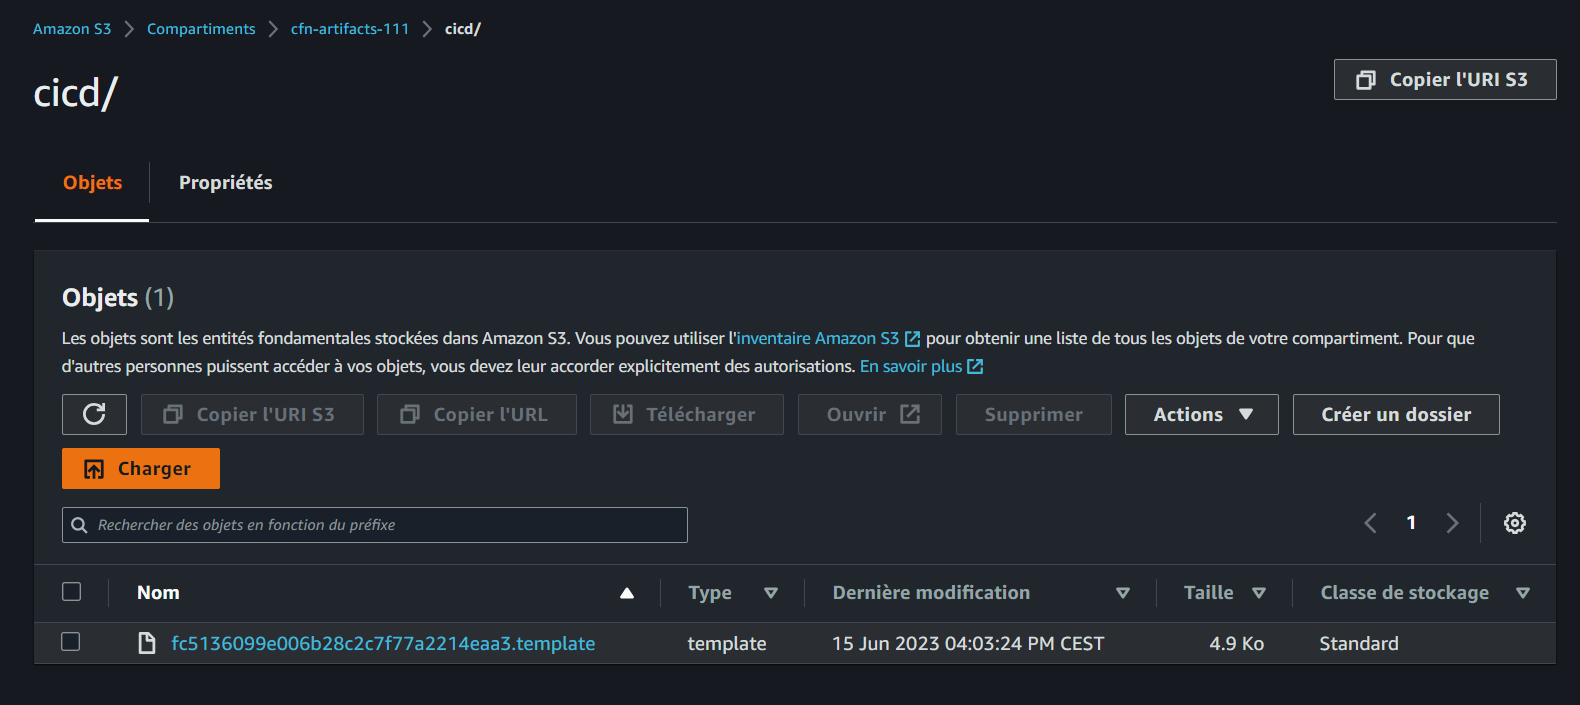 Amazon S3 > Compartiments > cfn-artifacts-111 > cicd/
cicd/
Copier l'URI S3
Objets
Propriétés
Objets (1)
Les objets sont les entités fondamentales stockées dans Amazon S3. Vous pouvez utiliser l'inventaire Amazon S3 pour obtenir une liste de tous les objets de votre compartiment. Pour que
d'autres personnes puissent accéder à vos objets, vous devez leur accorder explicitement des autorisations. En savoir plus
Copier l'URI S3
Copier l'URL
Télécharger
Ouvrir
Supprimer
Actions
Créer un dossier
Charger
Rechercher des objets en fonction du préfixe
1
Nom Type Dernière modification Taille Classe de stockage
fc5136099e006b28c2c7f77a2214eaa3.template template 15 Jun 2023 04:03:24 PM CEST 4.9 Ko Standard